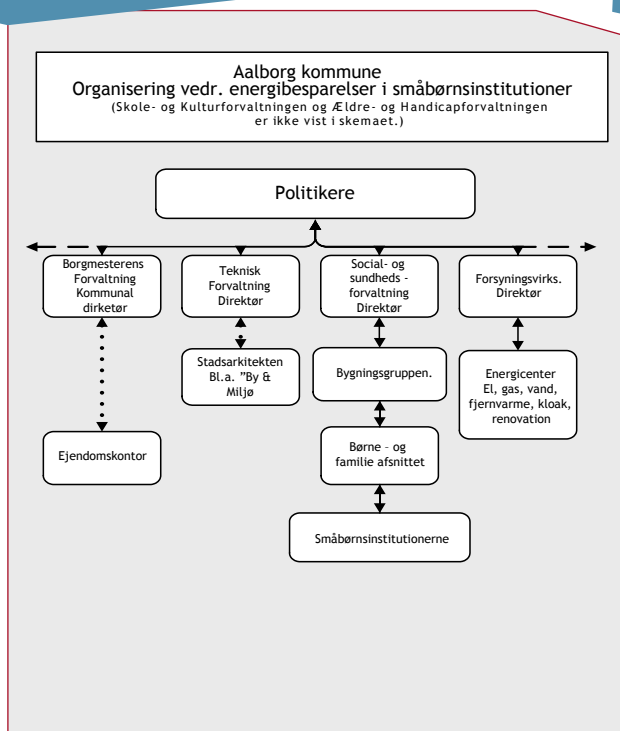 Aalborg kommune
Organisering vedr. energibesparelser i småbørnsinstitutioner
(Skole- og Kulturforvaltningen og Ældre- og Handicapforvaltningen
er ikke vist i skemaet.)
Politikere
Borgmesterens
Forvaltning
Kommunal
dirketør
Teknisk
Forvaltning
Direktør
Social- og
sundheds -
forvaltning
Direktør
Forsyningsvirks.
Direktør
Stadsarkitekten
Bl.a. ”By &
Miljø
Bygningsgruppen.
Energicenter
El, gas, vand,
fjernvarme, kloak,
renovation
Ejendomskontor
Børne - og
familie afsnittet
Småbørnsinstitutionerne